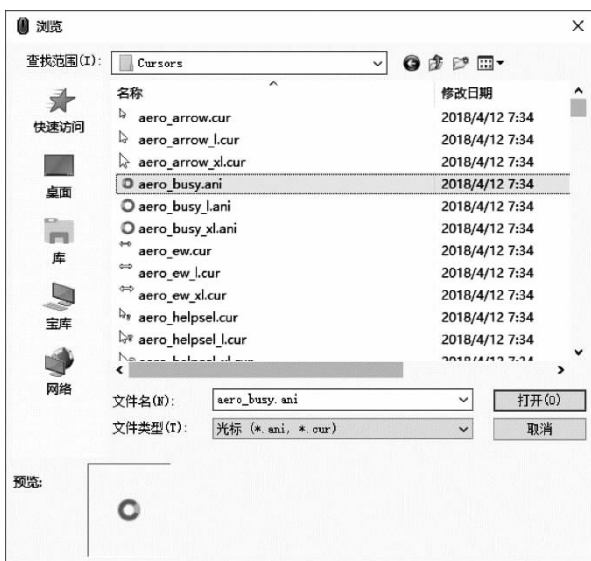 浏览
查找范围(I): Cursors
名称 修改日期
aero_arrow.cur 2018/4/12 7:34
aero_arrow_l.cur 2018/4/12 7:34
aero_arrow_xl.cur 2018/4/12 7:34
aero_busy.ani 2018/4/12 7:34
aero_busy_l.ani 2018/4/12 7:34
aero_busy_xl.ani 2018/4/12 7:34
aero_ew.cur 2018/4/12 7:34
aero_ew_l.cur 2018/4/12 7:34
aero_ew_xl.cur 2018/4/12 7:34
aero_helpsel.cur 2018/4/12 7:34
aero_helpsel_l.cur 2018/4/12 7:34
快速访问
桌面
库
宝库
网络
文件名(N): aero_busy.ani 打开(O)
文件类型(T): 光标 (*.ani, *.cur) 取消
预览: